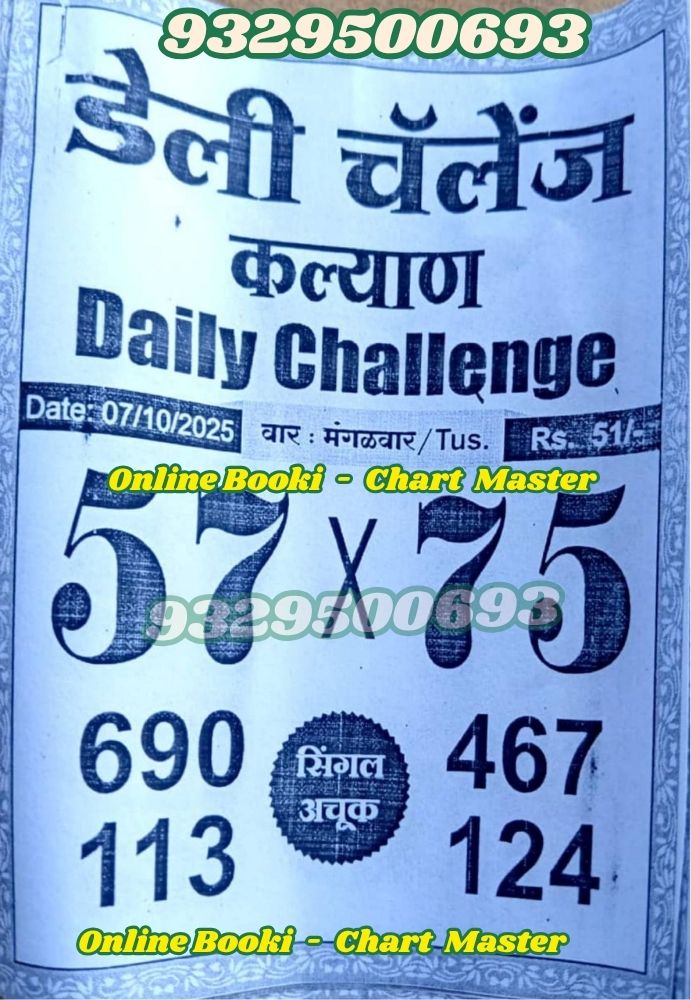 9329500693
डेली चॅलेंज
कल्याण
Daily Challenge
Date: 07/10/2025 वार : मंगळवार/Tus. Rs. 51/-
Online Booki - Chart Master
57 x 75
9329500693
690 सिंगल 467
113 अचूक 124
Online Booki - Chart Master